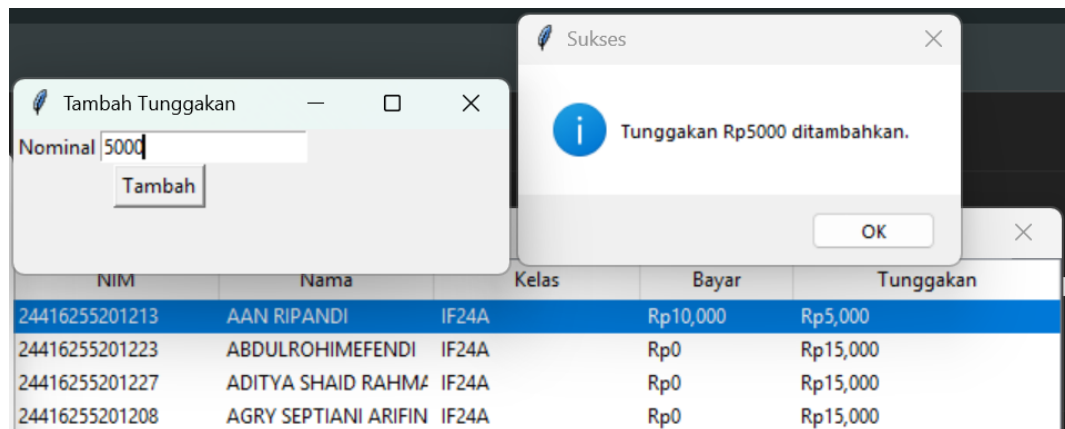 Sukses
Tambah Tunggakan
Nominal 5000
Tunggakan Rp5000 ditambahkan.
Tambah
OK
NIM Nama Kelas Bayar Tunggakan
24416255201213 AAN RIPANDI IF24A Rp10,000 Rp5,000
24416255201223 ABDULROHIMEFENDI IF24A Rp0 Rp15,000
24416255201227 ADITYA SHAID RAHMA IF24A Rp0 Rp15,000
24416255201208 AGRY SEPTIANI ARIFIN IF24A Rp0 Rp15,000